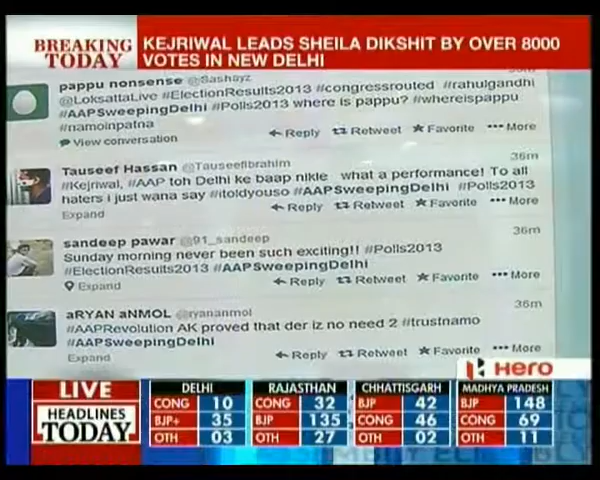 BREAKING TODAY
KEJRIWAL LEADS SHEILA DIKSHIT BY OVER 8000
VOTES IN NEW DELHI
pappu nonsense @Sashayz
@LoksattaLive #ElectionResults2013 #congressrouted #rahulgandhi
#AAPSweepingDelhi #Polls2013 where is pappu? #whereispappu
#namoinpatna
View conversation Reply Retweet Favorite More
Tauseef Hassan @Tauseefibrahim 36m
#Kejriwal, #AAP toh Delhi ke baap nikle what a performance! To all
haters i just wana say #itoldyouso #AAPSweepingDelhi #Polls2013
Expand Reply Retweet Favorite More
sandeep pawar @91_sandeep 36m
Sunday morning never been such exciting!! #Polls2013
#ElectionResults2013 #AAPSweepingDelhi
Expand Reply Retweet Favorite More
aRYAN aNMOL @ryananmol 36m
#AAPRevolution AK proved that der iz no need 2 #trustnamo
#AAPSweepingDelhi
Expand Reply Retweet Favorite More
Hero
LIVE
HEADLINES
TODAY
DELHI
CONG 10
BJP+ 35
OTH 03
RAJASTHAN
CONG 32
BJP 135
OTH 27
CHHATTISGARH
BJP 42
CONG 46
OTH 02
MADHYA PRADESH
BJP 148
CONG 69
OTH 11